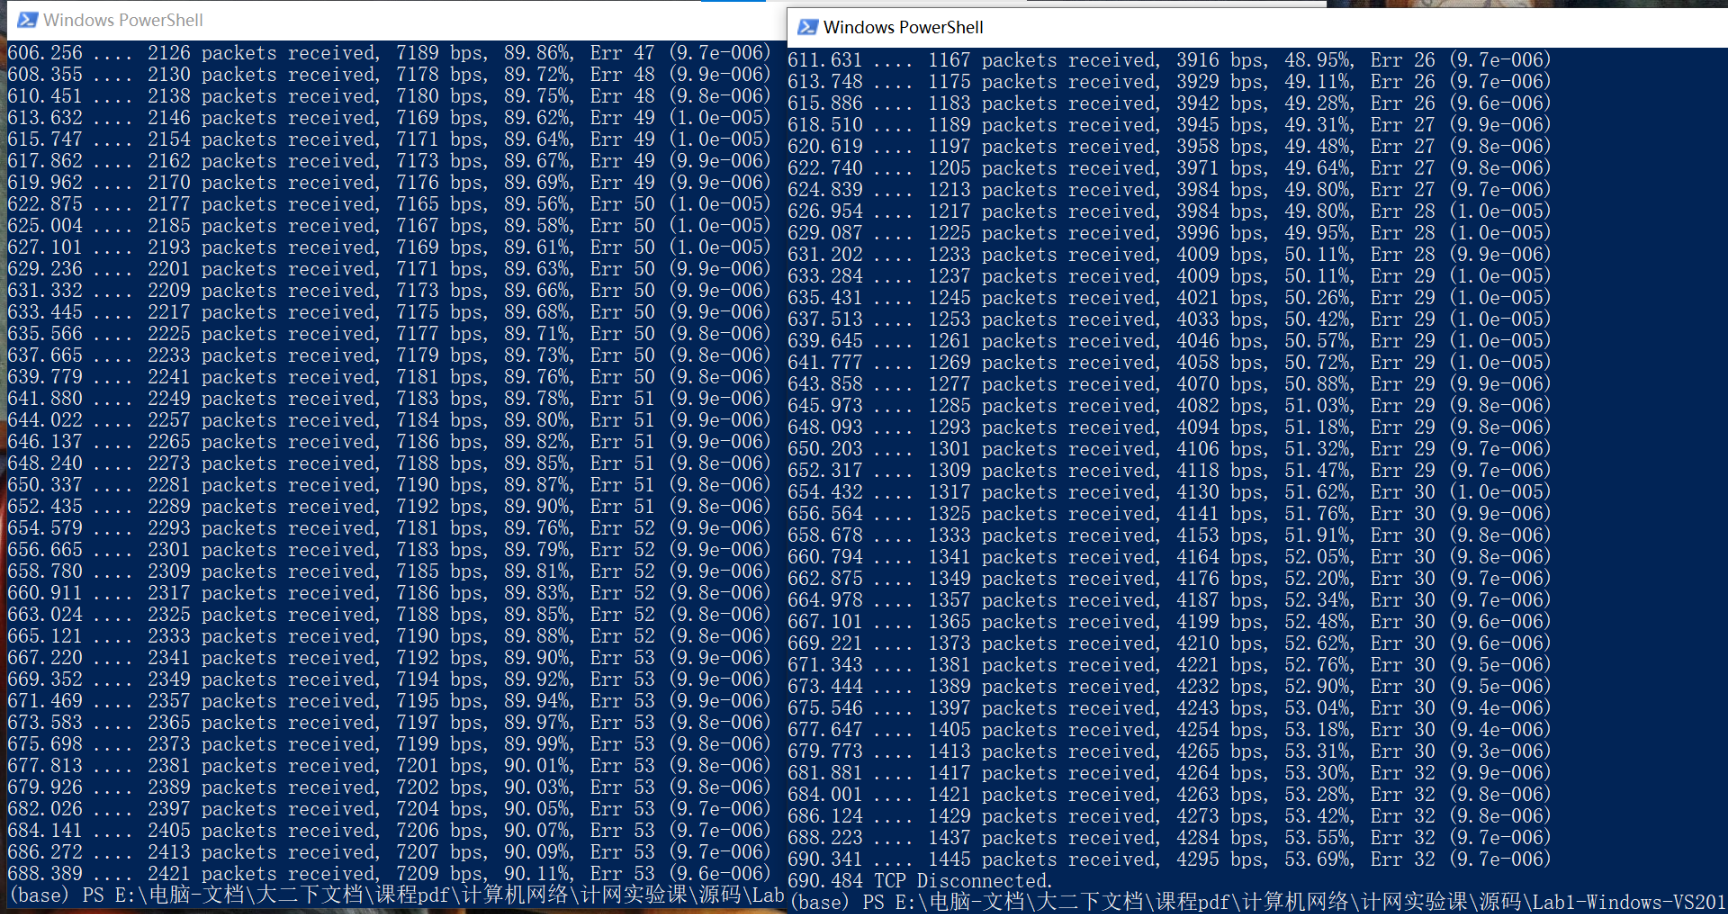 Windows PowerShell
606.256 .... 2126 packets received, 7189 bps, 89.86%, Err 47 (9.7e-006)
608.355 .... 2130 packets received, 7178 bps, 89.72%, Err 48 (9.9e-006)
610.451 .... 2138 packets received, 7180 bps, 89.75%, Err 48 (9.8e-006)
613.632 .... 2146 packets received, 7169 bps, 89.62%, Err 49 (1.0e-005)
615.747 .... 2154 packets received, 7171 bps, 89.64%, Err 49 (1.0e-005)
617.862 .... 2162 packets received, 7173 bps, 89.67%, Err 49 (9.9e-006)
619.962 .... 2170 packets received, 7176 bps, 89.69%, Err 49 (9.9e-006)
622.875 .... 2177 packets received, 7165 bps, 89.56%, Err 50 (1.0e-005)
625.004 .... 2185 packets received, 7167 bps, 89.58%, Err 50 (1.0e-005)
627.101 .... 2193 packets received, 7169 bps, 89.61%, Err 50 (1.0e-005)
629.236 .... 2201 packets received, 7171 bps, 89.63%, Err 50 (9.9e-006)
631.332 .... 2209 packets received, 7173 bps, 89.66%, Err 50 (9.9e-006)
633.445 .... 2217 packets received, 7175 bps, 89.68%, Err 50 (9.9e-006)
635.566 .... 2225 packets received, 7177 bps, 89.71%, Err 50 (9.8e-006)
637.665 .... 2233 packets received, 7179 bps, 89.73%, Err 50 (9.8e-006)
639.779 .... 2241 packets received, 7181 bps, 89.76%, Err 50 (9.8e-006)
641.880 .... 2249 packets received, 7183 bps, 89.78%, Err 51 (9.9e-006)
644.022 .... 2257 packets received, 7184 bps, 89.80%, Err 51 (9.9e-006)
646.137 .... 2265 packets received, 7186 bps, 89.82%, Err 51 (9.9e-006)
648.240 .... 2273 packets received, 7188 bps, 89.85%, Err 51 (9.8e-006)
650.337 .... 2281 packets received, 7190 bps, 89.87%, Err 51 (9.8e-006)
652.435 .... 2289 packets received, 7192 bps, 89.90%, Err 51 (9.8e-006)
654.579 .... 2293 packets received, 7181 bps, 89.76%, Err 52 (9.9e-006)
656.665 .... 2301 packets received, 7183 bps, 89.79%, Err 52 (9.9e-006)
658.780 .... 2309 packets received, 7185 bps, 89.81%, Err 52 (9.9e-006)
660.911 .... 2317 packets received, 7186 bps, 89.83%, Err 52 (9.8e-006)
663.024 .... 2325 packets received, 7188 bps, 89.85%, Err 52 (9.8e-006)
665.121 .... 2333 packets received, 7190 bps, 89.88%, Err 52 (9.8e-006)
667.220 .... 2341 packets received, 7192 bps, 89.90%, Err 53 (9.9e-006)
669.352 .... 2349 packets received, 7194 bps, 89.92%, Err 53 (9.9e-006)
671.469 .... 2357 packets received, 7195 bps, 89.94%, Err 53 (9.9e-006)
673.583 .... 2365 packets received, 7197 bps, 89.97%, Err 53 (9.8e-006)
675.698 .... 2373 packets received, 7199 bps, 89.99%, Err 53 (9.8e-006)
677.813 .... 2381 packets received, 7201 bps, 90.01%, Err 53 (9.8e-006)
679.926 .... 2389 packets received, 7202 bps, 90.03%, Err 53 (9.8e-006)
682.026 .... 2397 packets received, 7204 bps, 90.05%, Err 53 (9.7e-006)
684.141 .... 2405 packets received, 7206 bps, 90.07%, Err 53 (9.7e-006)
686.272 .... 2413 packets received, 7207 bps, 90.09%, Err 53 (9.7e-006)
688.389 .... 2421 packets received, 7209 bps, 90.11%, Err 53 (9.6e-006)
(base) PS E:\电脑-文档\大二下文档\课程pdf\计算机网络\计网实验课\源码\Lab
Windows PowerShell
611.631 .... 1167 packets received, 3916 bps, 48.95%, Err 26 (9.7e-006)
613.748 .... 1175 packets received, 3929 bps, 49.11%, Err 26 (9.7e-006)
615.886 .... 1183 packets received, 3942 bps, 49.28%, Err 26 (9.6e-006)
618.510 .... 1189 packets received, 3945 bps, 49.31%, Err 27 (9.9e-006)
620.619 .... 1197 packets received, 3958 bps, 49.48%, Err 27 (9.8e-006)
622.740 .... 1205 packets received, 3971 bps, 49.64%, Err 27 (9.8e-006)
624.839 .... 1213 packets received, 3984 bps, 49.80%, Err 27 (9.7e-006)
626.954 .... 1217 packets received, 3984 bps, 49.80%, Err 28 (1.0e-005)
629.087 .... 1225 packets received, 3996 bps, 49.95%, Err 28 (1.0e-005)
631.202 .... 1233 packets received, 4009 bps, 50.11%, Err 28 (9.9e-006)
633.284 .... 1237 packets received, 4009 bps, 50.11%, Err 29 (1.0e-005)
635.431 .... 1245 packets received, 4021 bps, 50.26%, Err 29 (1.0e-005)
637.513 .... 1253 packets received, 4033 bps, 50.42%, Err 29 (1.0e-005)
639.645 .... 1261 packets received, 4046 bps, 50.57%, Err 29 (1.0e-005)
641.777 .... 1269 packets received, 4058 bps, 50.72%, Err 29 (1.0e-005)
643.858 .... 1277 packets received, 4070 bps, 50.88%, Err 29 (9.9e-006)
645.973 .... 1285 packets received, 4082 bps, 51.03%, Err 29 (9.8e-006)
648.093 .... 1293 packets received, 4094 bps, 51.18%, Err 29 (9.8e-006)
650.203 .... 1301 packets received, 4106 bps, 51.32%, Err 29 (9.7e-006)
652.317 .... 1309 packets received, 4118 bps, 51.47%, Err 29 (9.7e-006)
654.432 .... 1317 packets received, 4130 bps, 51.62%, Err 30 (1.0e-005)
656.564 .... 1325 packets received, 4141 bps, 51.76%, Err 30 (9.9e-006)
658.678 .... 1333 packets received, 4153 bps, 51.91%, Err 30 (9.8e-006)
660.794 .... 1341 packets received, 4164 bps, 52.05%, Err 30 (9.8e-006)
662.875 .... 1349 packets received, 4176 bps, 52.20%, Err 30 (9.7e-006)
664.978 .... 1357 packets received, 4187 bps, 52.34%, Err 30 (9.7e-006)
667.101 .... 1365 packets received, 4199 bps, 52.48%, Err 30 (9.6e-006)
669.221 .... 1373 packets received, 4210 bps, 52.62%, Err 30 (9.6e-006)
671.343 .... 1381 packets received, 4221 bps, 52.76%, Err 30 (9.5e-006)
673.444 .... 1389 packets received, 4232 bps, 52.90%, Err 30 (9.5e-006)
675.546 .... 1397 packets received, 4243 bps, 53.04%, Err 30 (9.4e-006)
677.647 .... 1405 packets received, 4254 bps, 53.18%, Err 30 (9.4e-006)
679.773 .... 1413 packets received, 4265 bps, 53.31%, Err 30 (9.3e-006)
681.881 .... 1417 packets received, 4264 bps, 53.30%, Err 32 (9.9e-006)
684.001 .... 1421 packets received, 4263 bps, 53.28%, Err 32 (9.8e-006)
686.124 .... 1429 packets received, 4273 bps, 53.42%, Err 32 (9.8e-006)
688.223 .... 1437 packets received, 4284 bps, 53.55%, Err 32 (9.7e-006)
690.341 .... 1445 packets received, 4295 bps, 53.69%, Err 32 (9.7e-006)
690.484 TCP Disconnected.
(base) PS E:\电脑-文档\大二下文档\课程pdf\计算机网络\计网实验课\源码\Lab1-Windows-VS201